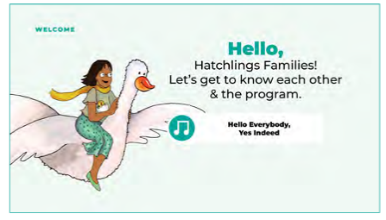 WELCOME
Hello,
Hatchlings Families!
Let's get to know each other
& the program.
Hello Everybody,
Yes Indeed